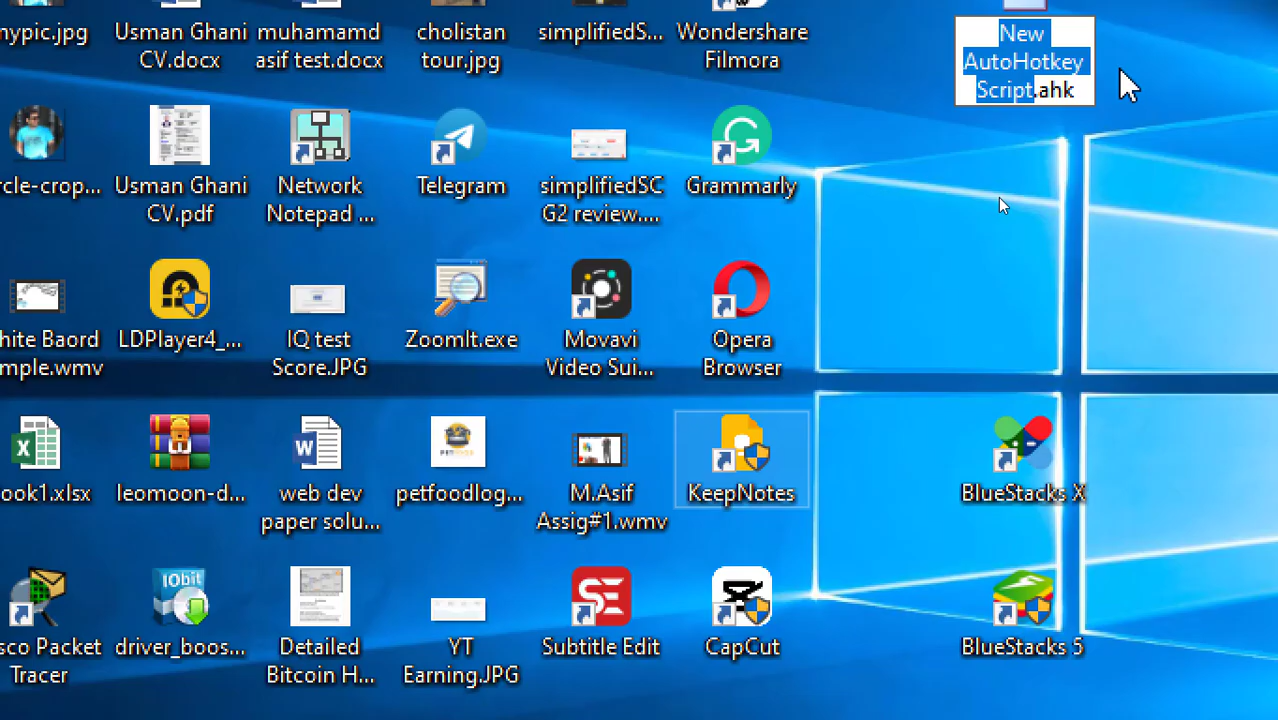 nypic.jpg
Usman Ghani
CV.docx
muhamamd
asif test.docx
cholistan
tour.jpg
simplifiedS...
Wondershare
Filmora
New
AutoHotkey
Script.ahk
rcle-crop...
Usman Ghani
CV.pdf
Network
Notepad ...
Telegram
simplifiedSC
G2 review....
Grammarly
hite Baord
mple.wmv
LDPlayer4_...
IQ test
Score.JPG
ZoomIt.exe
Movavi
Video Sui...
Opera
Browser
ook1.xlsx
leomoon-d...
web dev
paper solu...
petfoodlog...
M.Asif
Assig#1.wmv
KeepNotes
BlueStacks X
IObit
SE
sco Packet
Tracer
driver_boos...
Detailed
Bitcoin H...
YT
Earning.JPG
Subtitle Edit
CapCut
BlueStacks 5